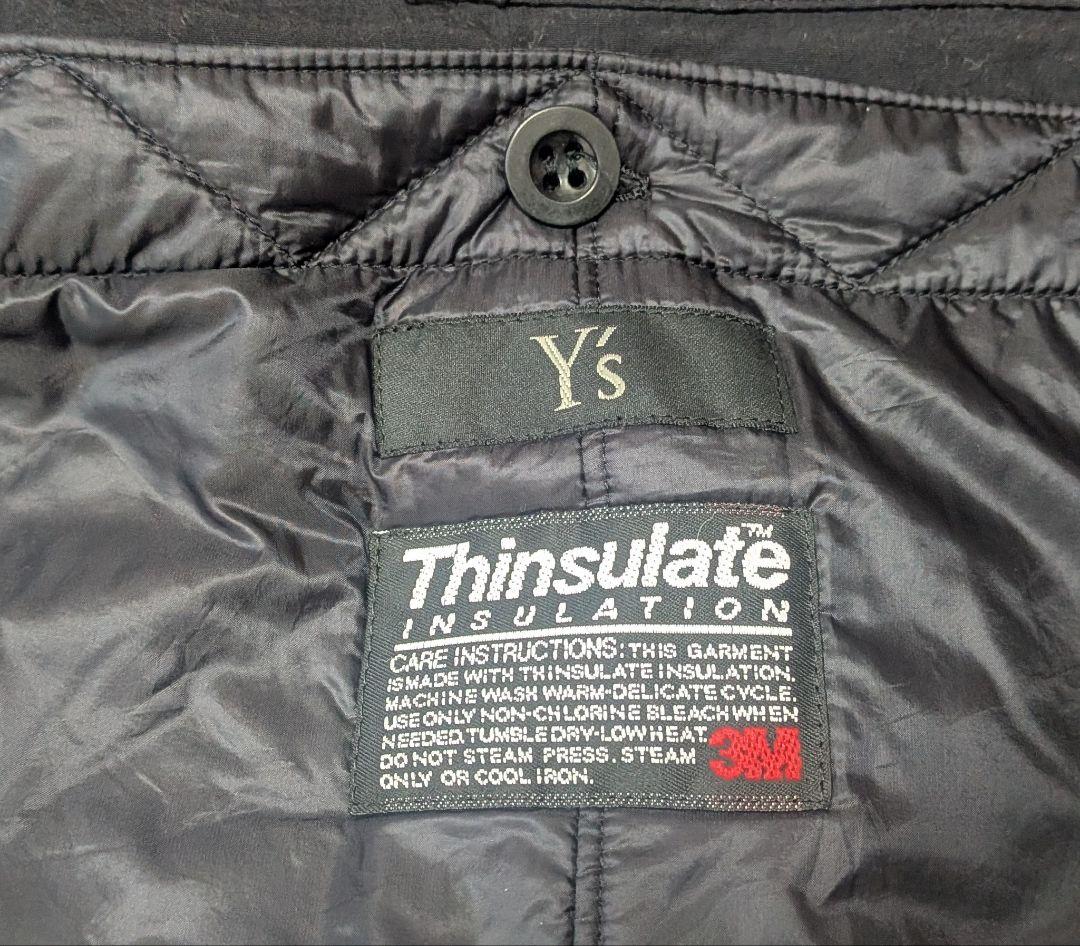 Y's
Thinsulate™
INSULATION
CARE INSTRUCTIONS: THIS GARMENT
IS MADE WITH THINSULATE INSULATION.
MACHINE WASH WARM-DELICATE CYCLE.
USE ONLY NON-CHLORINE BLEACH WHEN
NEEDED. TUMBLE DRY-LOW HEAT.
DO NOT STEAM PRESS. STEAM
ONLY OR COOL IRON.
3M